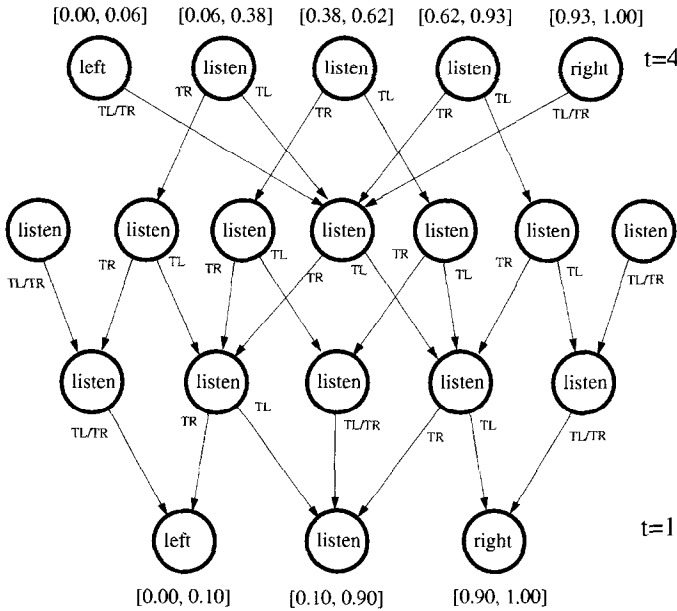 [0.00, 0.06] [0.06, 0.38] [0.38, 0.62] [0.62, 0.93] [0.93, 1.00]
left listen listen listen right t=4
TL/TR TR TL TR TL TR TL TL/TR
listen listen listen listen listen listen listen
TL/TR TR TL TR TL TR TL TR TL TR TL TL/TR
listen listen listen listen listen
TL/TR TR TL TL/TR TR TL TL/TR
left listen right t=1
[0.00, 0.10] [0.10, 0.90] [0.90, 1.00]